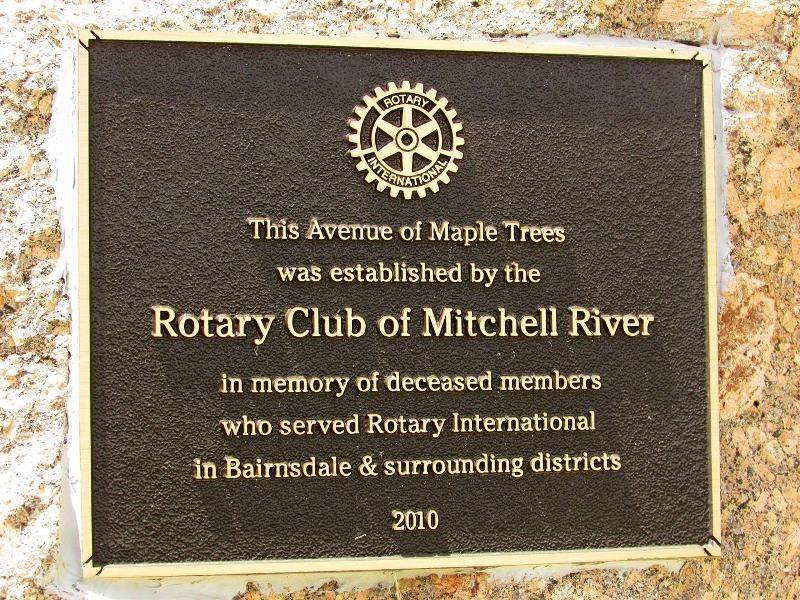 ROTARY
INTERNATIONAL
This Avenue of Maple Trees
was established by the
Rotary Club of Mitchell River
in memory of deceased members
who served Rotary International
in Bairnsdale & surrounding districts
2010